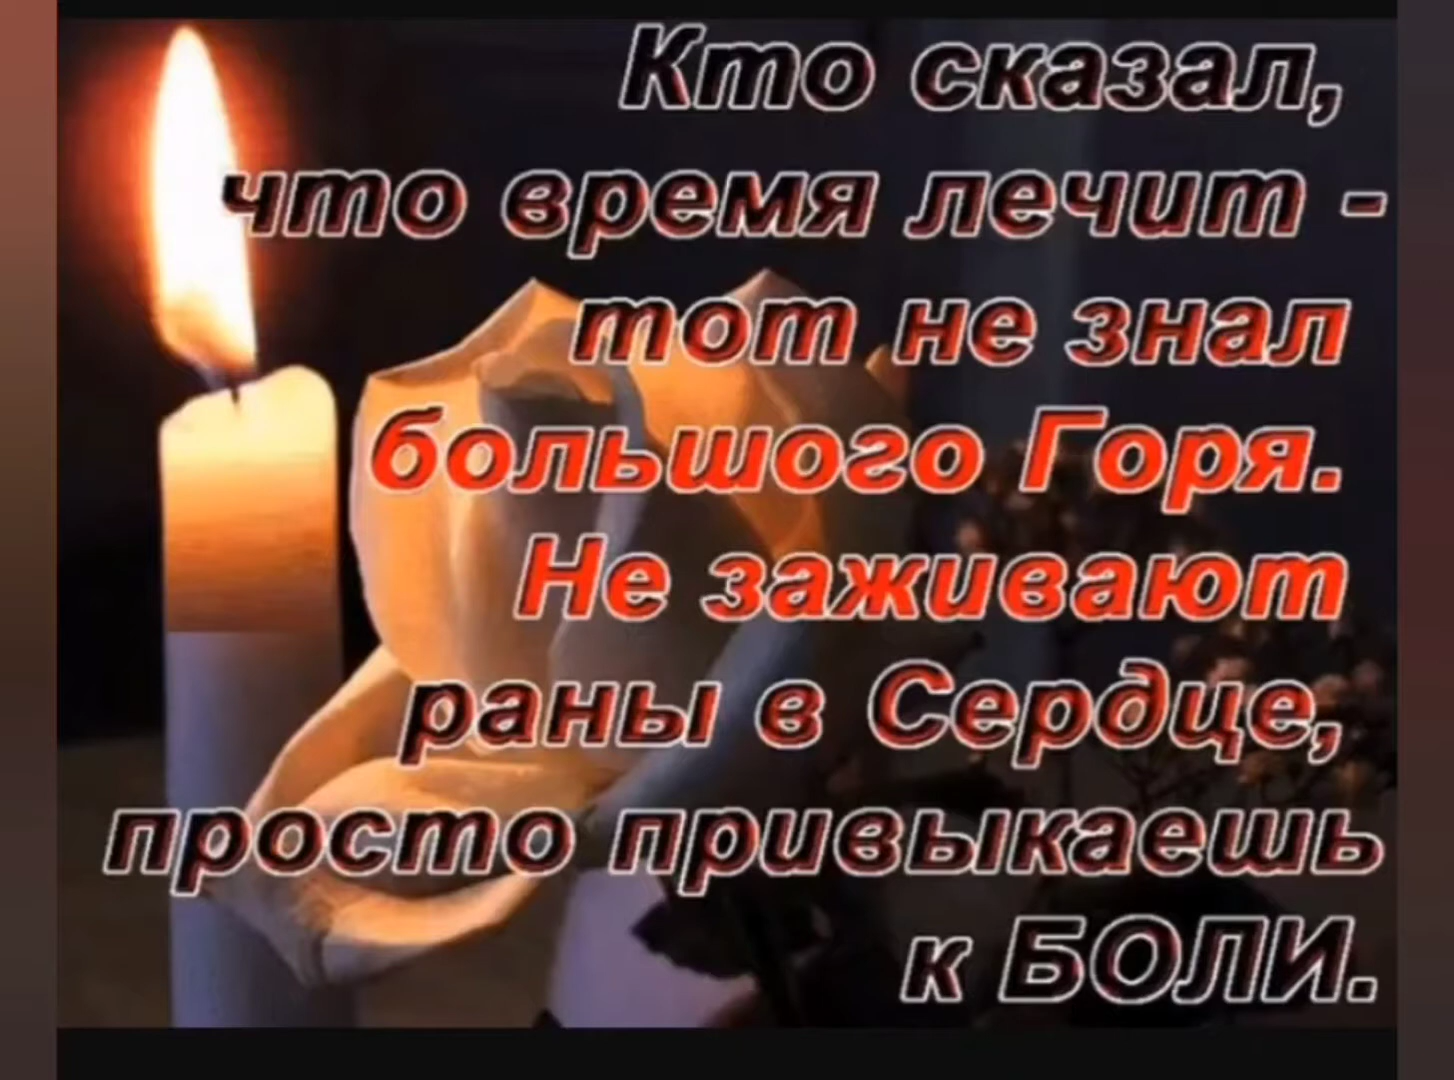 Кто сказал,
что время лечит -
тот не знал
большого Горя.
Не заживают
раны в Сердце,
просто привыкаешь
к БОЛИ.